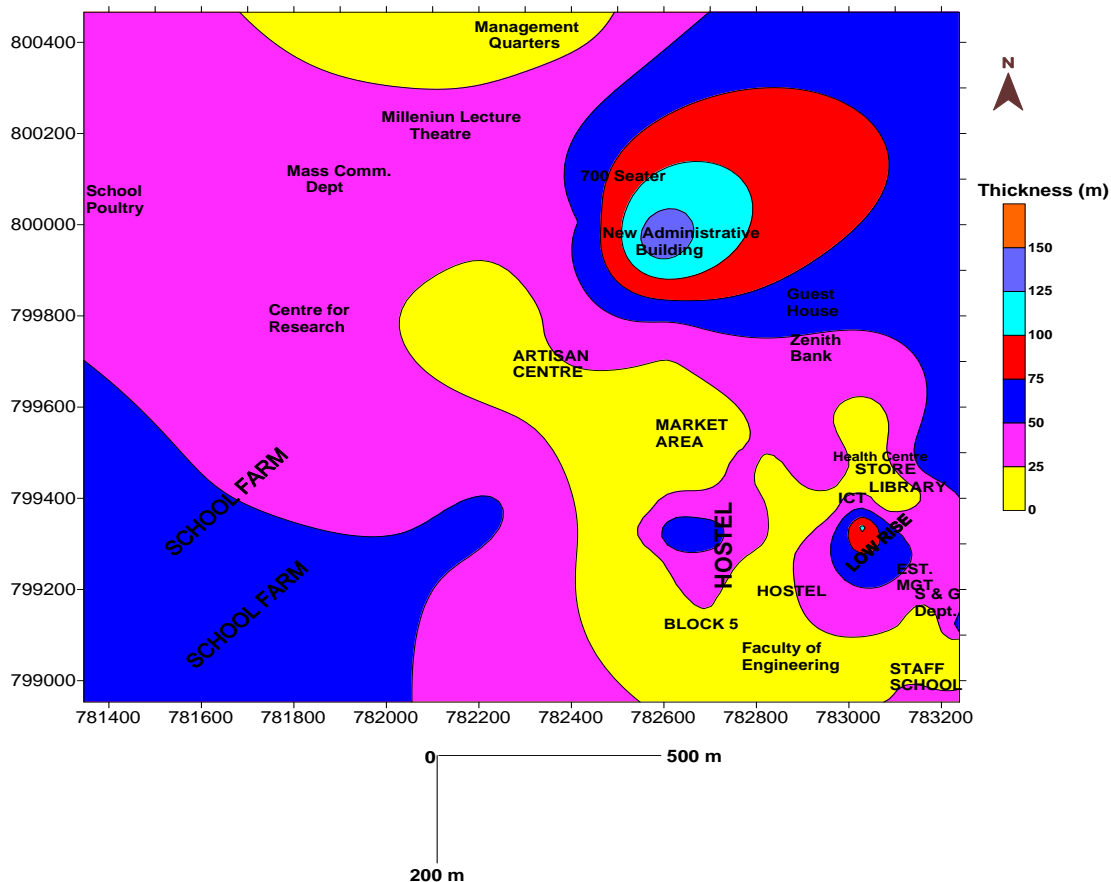 800400
800200
800000
799800
799600
799400
799200
799000
781400
781600
781800
782000
782200
782400
782600
782800
783000
783200
Management
Quarters
Milleniun Lecture
Theatre
Mass Comm.
Dept
School
Poultry
700 Seater
New Administrative
Building
Centre for
Research
Guest
House
Zenith
Bank
ARTISAN
CENTRE
MARKET
AREA
Health Centre
STORE
LIBRARY
ICT
SCHOOL FARM
SCHOOL FARM
HOSTEL
LOW RISE
HOSTEL
EST.
MGT.
S & G
Dept.
BLOCK 5
Faculty of
Engineering
STAFF
SCHOOL
N
Thickness (m)
150
125
100
75
50
25
0
0
500 m
200 m